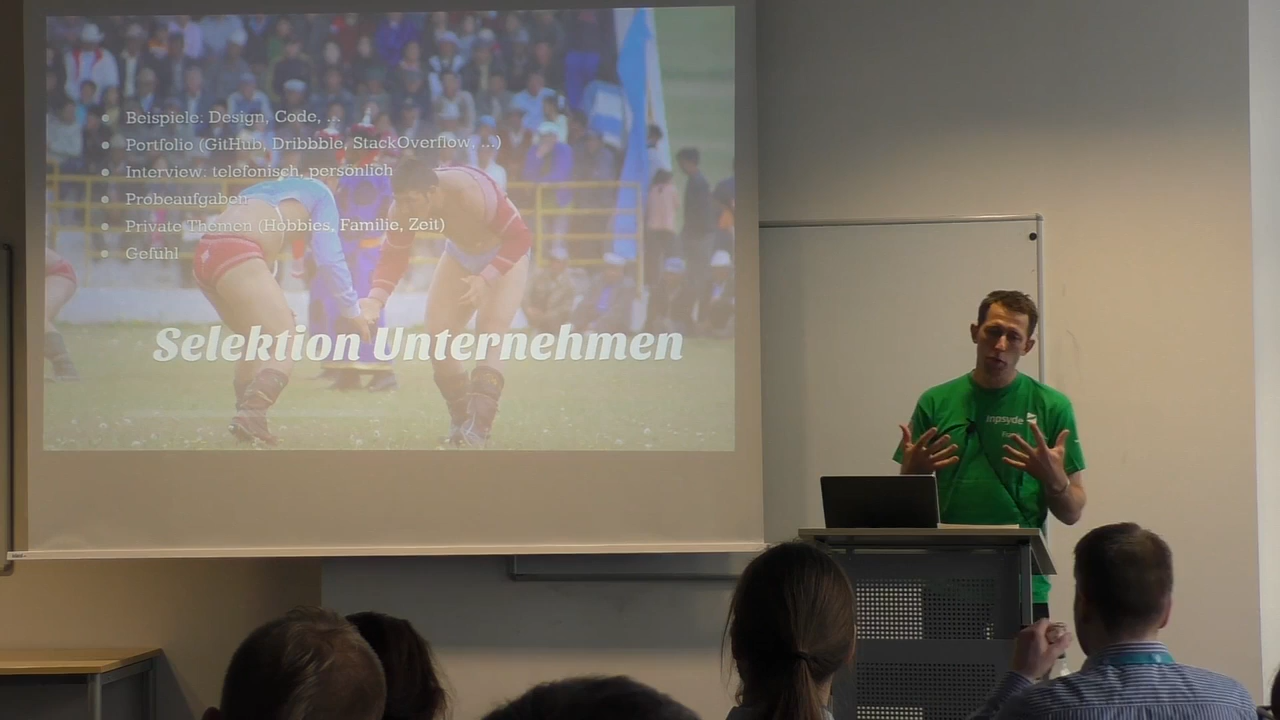 Beispiele: Design, Code, ...
Portfolio (GitHub, Dribbble, StackOverflow, ...)
Interview: telefonisch, persönlich
Probeaufgaben
Private Themen (Hobbies, Familie, Zeit)
Gefühl
Selektion Unternehmen
Inpsyde